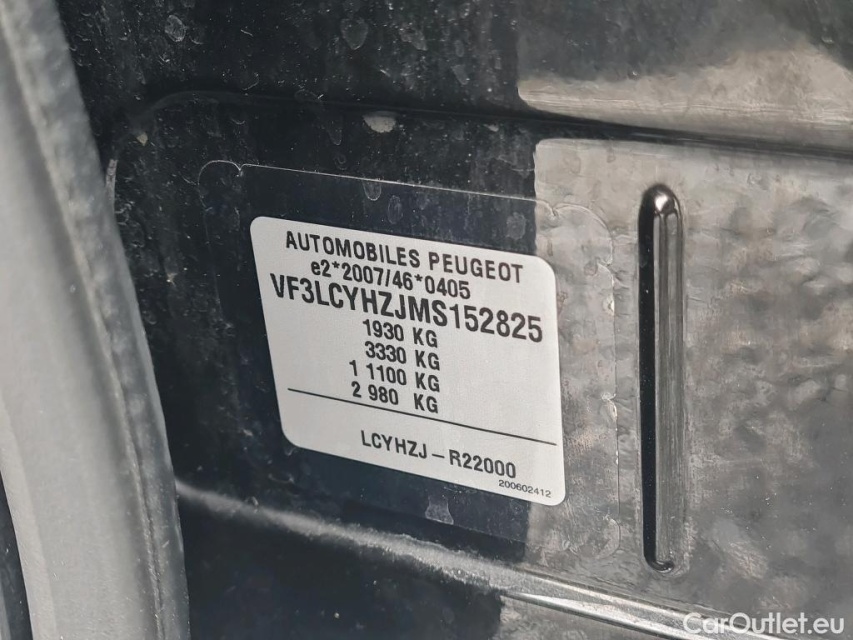 AUTOMOBILES PEUGEOT
e2*2007/46*0405
VF3LCYHZJMS152825
1930 KG
3330 KG
1 1100 KG
2 980 KG
LCYHZJ-R22000
200602412
CarOutlet.eu